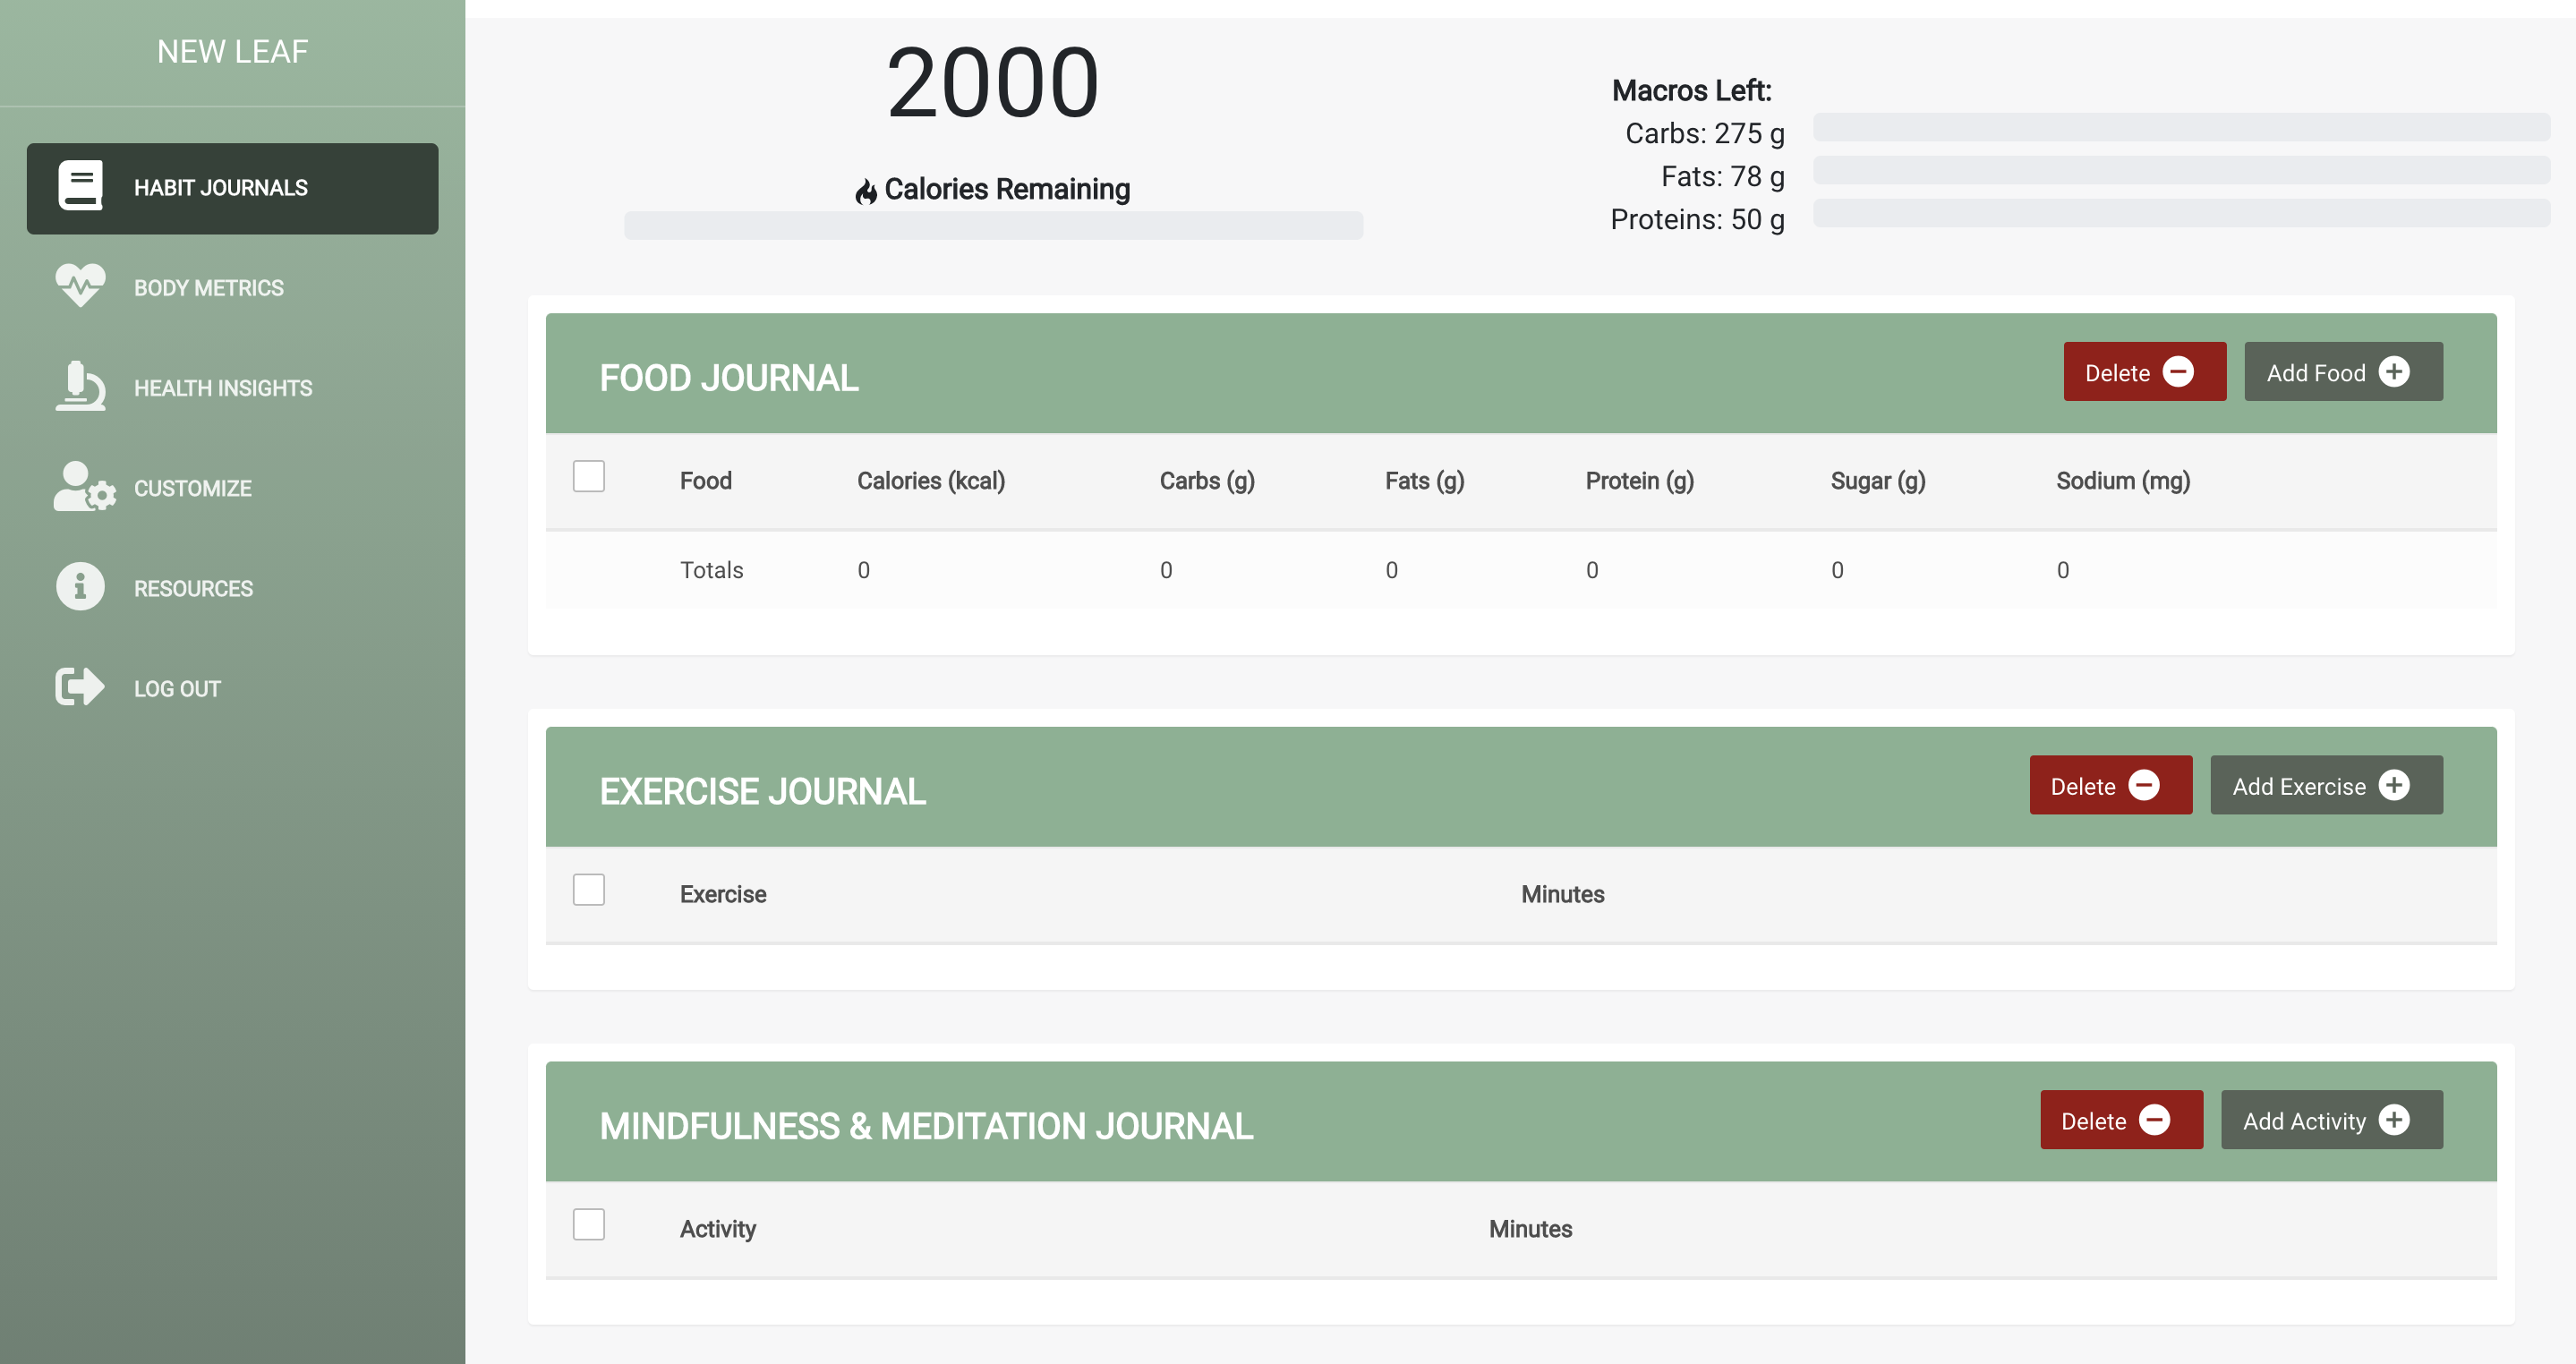 NEW LEAF
HABIT JOURNALS
BODY METRICS
HEALTH INSIGHTS
CUSTOMIZE
RESOURCES
LOG OUT
2000
Calories Remaining
Macros Left:
Carbs: 275 g
Fats: 78 g
Proteins: 50 g
FOOD JOURNAL
Delete
Add Food
Food Calories (kcal) Carbs (g) Fats (g) Protein (g) Sugar (g) Sodium (mg)
Totals 0 0 0 0 0 0
EXERCISE JOURNAL
Delete
Add Exercise
Exercise Minutes
MINDFULNESS & MEDITATION JOURNAL
Delete
Add Activity
Activity Minutes